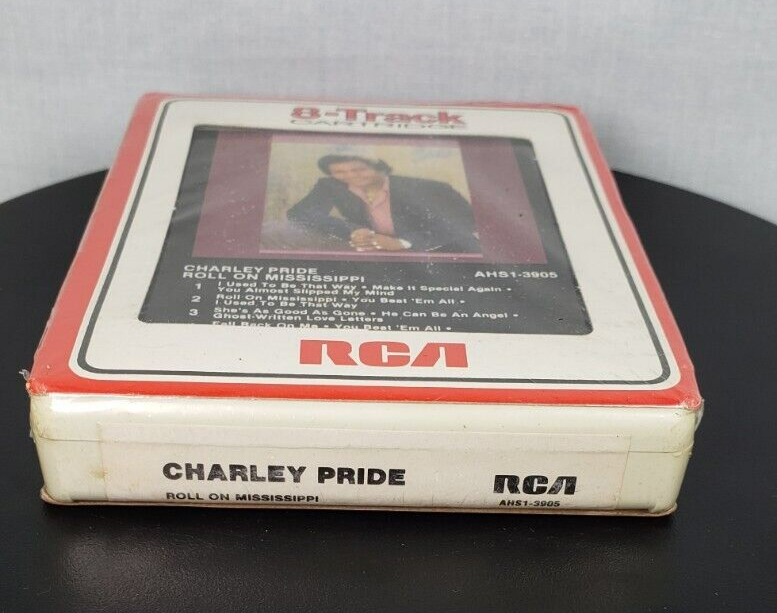 8-Track
CARTRIDGE
CHARLEY PRIDE
ROLL ON MISSISSIPPI
AHS1-3905
1 I Used To Be That Way • Make It Special Again •
You Almost Slipped My Mind
2 Roll On Mississippi • You Beat 'Em All •
I Used To Be That Way
3 She's As Good As Gone • He Can Be An Angel •
Ghost-Written Love Letters
Fall Back On Me • You Beat 'Em All •
RCA
CHARLEY PRIDE
ROLL ON MISSISSIPPI
RCA
AHS1-3905